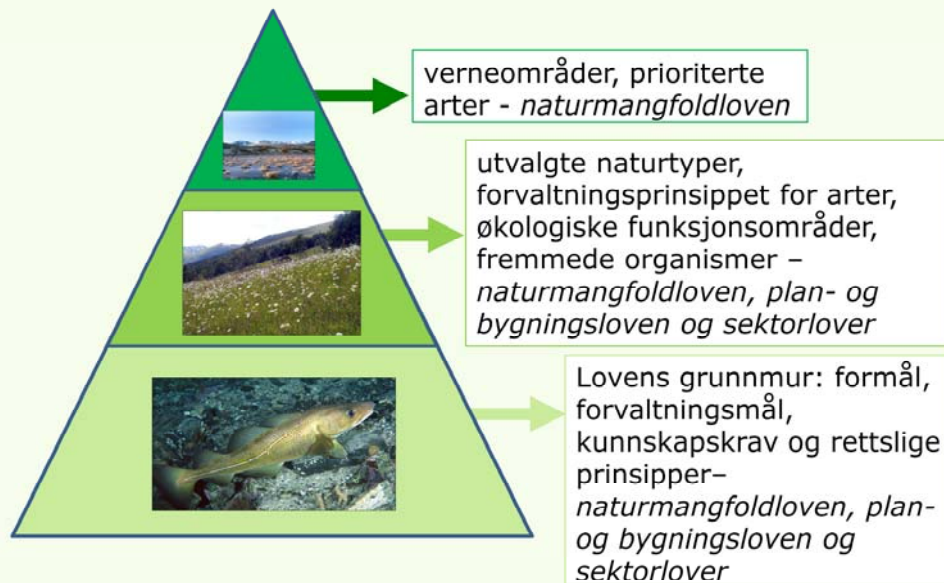 verneområder, prioriterte
arter - naturmangfoldloven
utvalgte naturtyper,
forvaltningsprinsippet for arter,
økologiske funksjonsområder,
fremmede organismer –
naturmangfoldloven, plan- og
bygningsloven og sektorlover
Lovens grunnmur: formål,
forvaltningsmål,
kunnskapskrav og rettslige
prinsipper–
naturmangfoldloven, plan-
og bygningsloven og
sektorlover